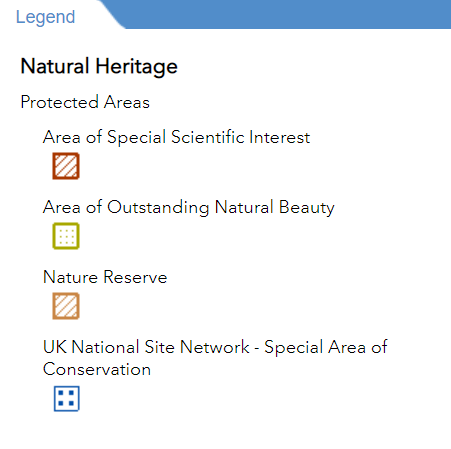 Legend
Natural Heritage
Protected Areas
Area of Special Scientific Interest
Area of Outstanding Natural Beauty
Nature Reserve
UK National Site Network - Special Area of
Conservation